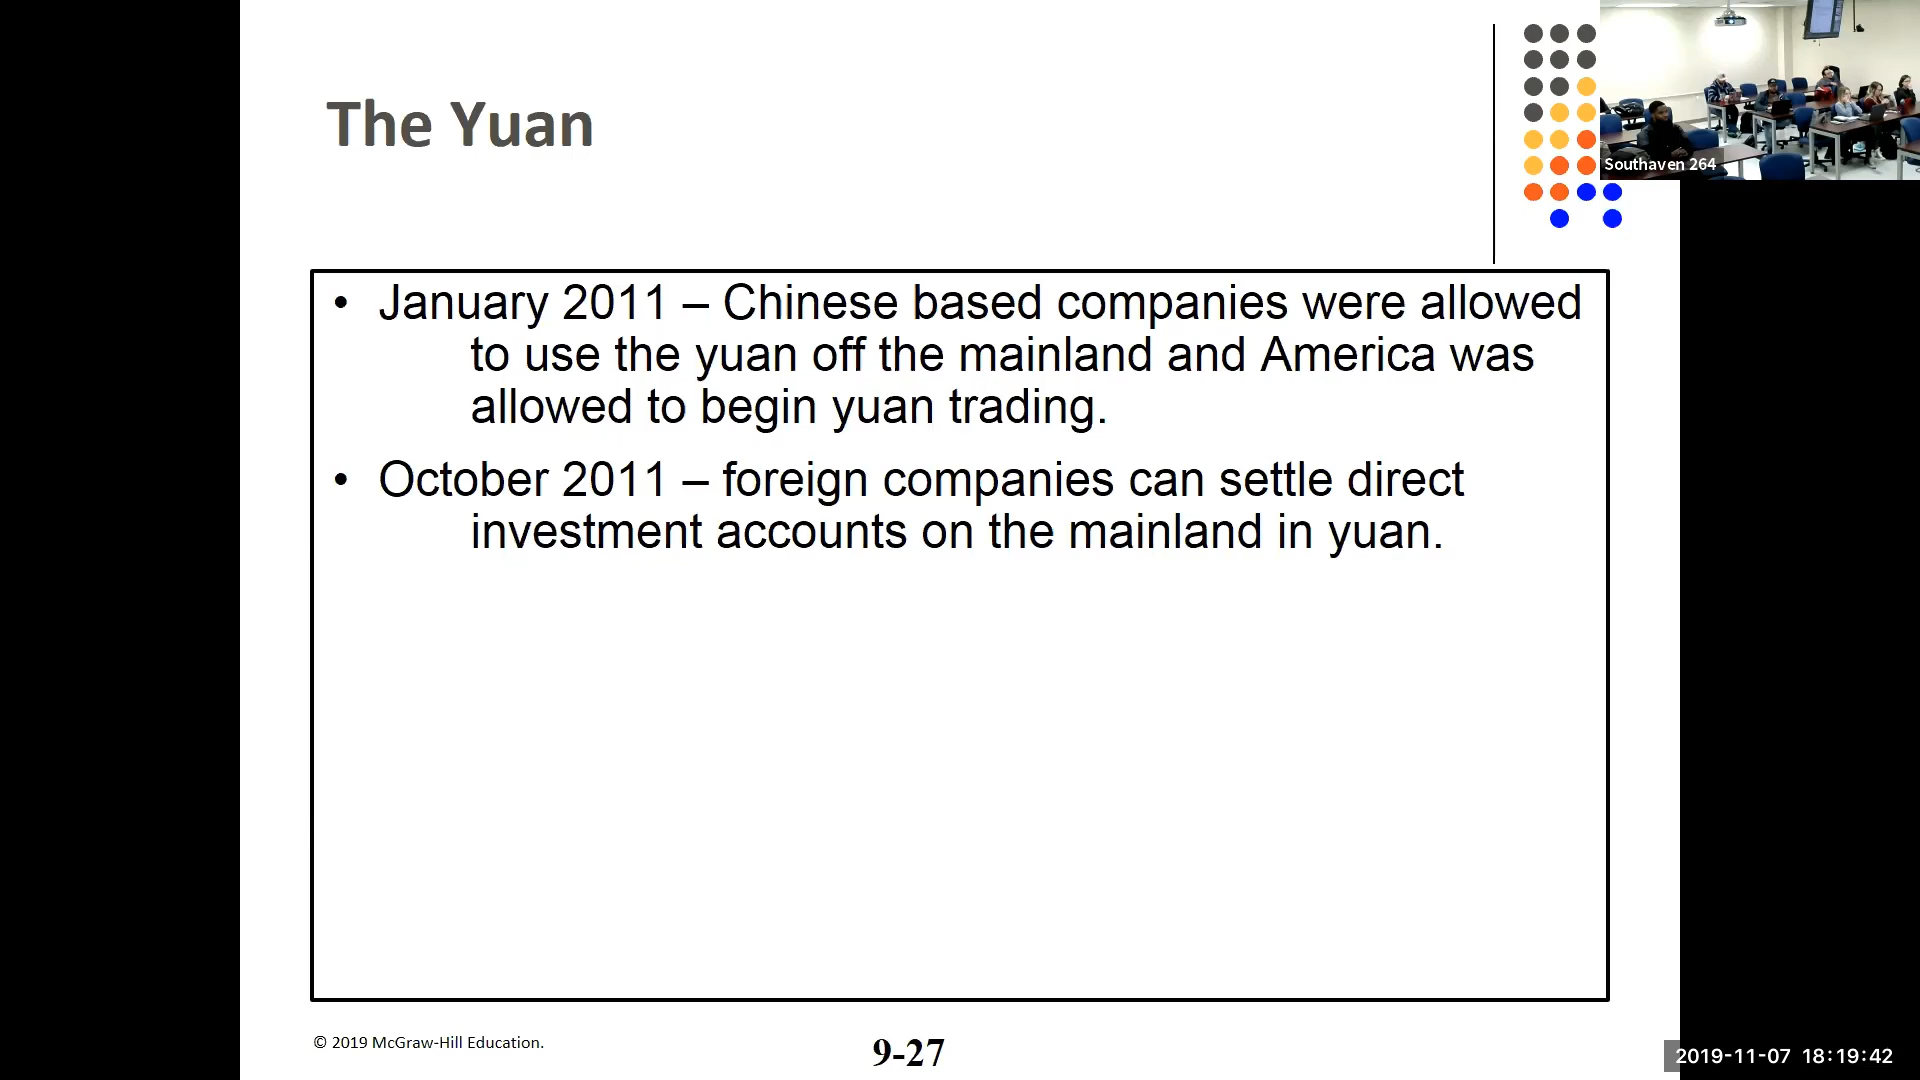 The Yuan
Southaven 264
• January 2011 – Chinese based companies were allowed
to use the yuan off the mainland and America was
allowed to begin yuan trading.
• October 2011 – foreign companies can settle direct
investment accounts on the mainland in yuan.
© 2019 McGraw-Hill Education.
9-27
2019-11-07 18:19:42